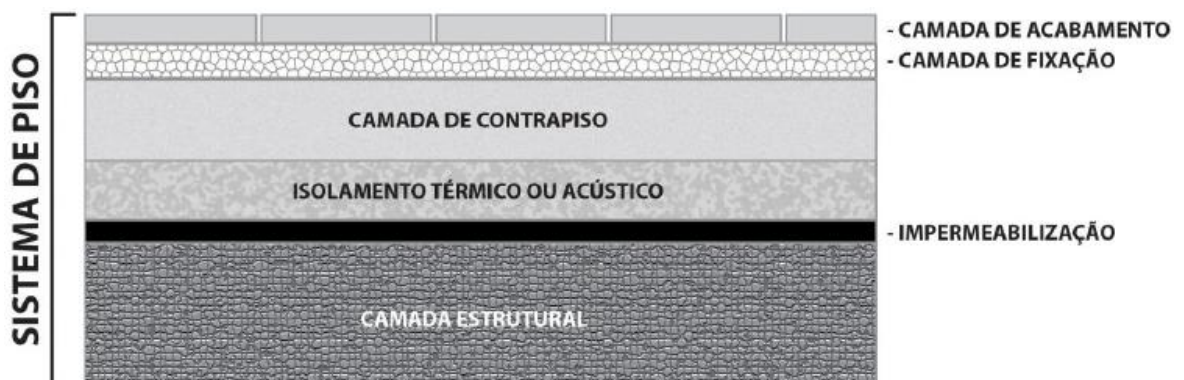 SISTEMA DE PISO
- CAMADA DE ACABAMENTO
- CAMADA DE FIXAÇÃO
CAMADA DE CONTRAPISO
ISOLAMENTO TÉRMICO OU ACÚSTICO
- IMPERMEABILIZAÇÃO
CAMADA ESTRUTURAL